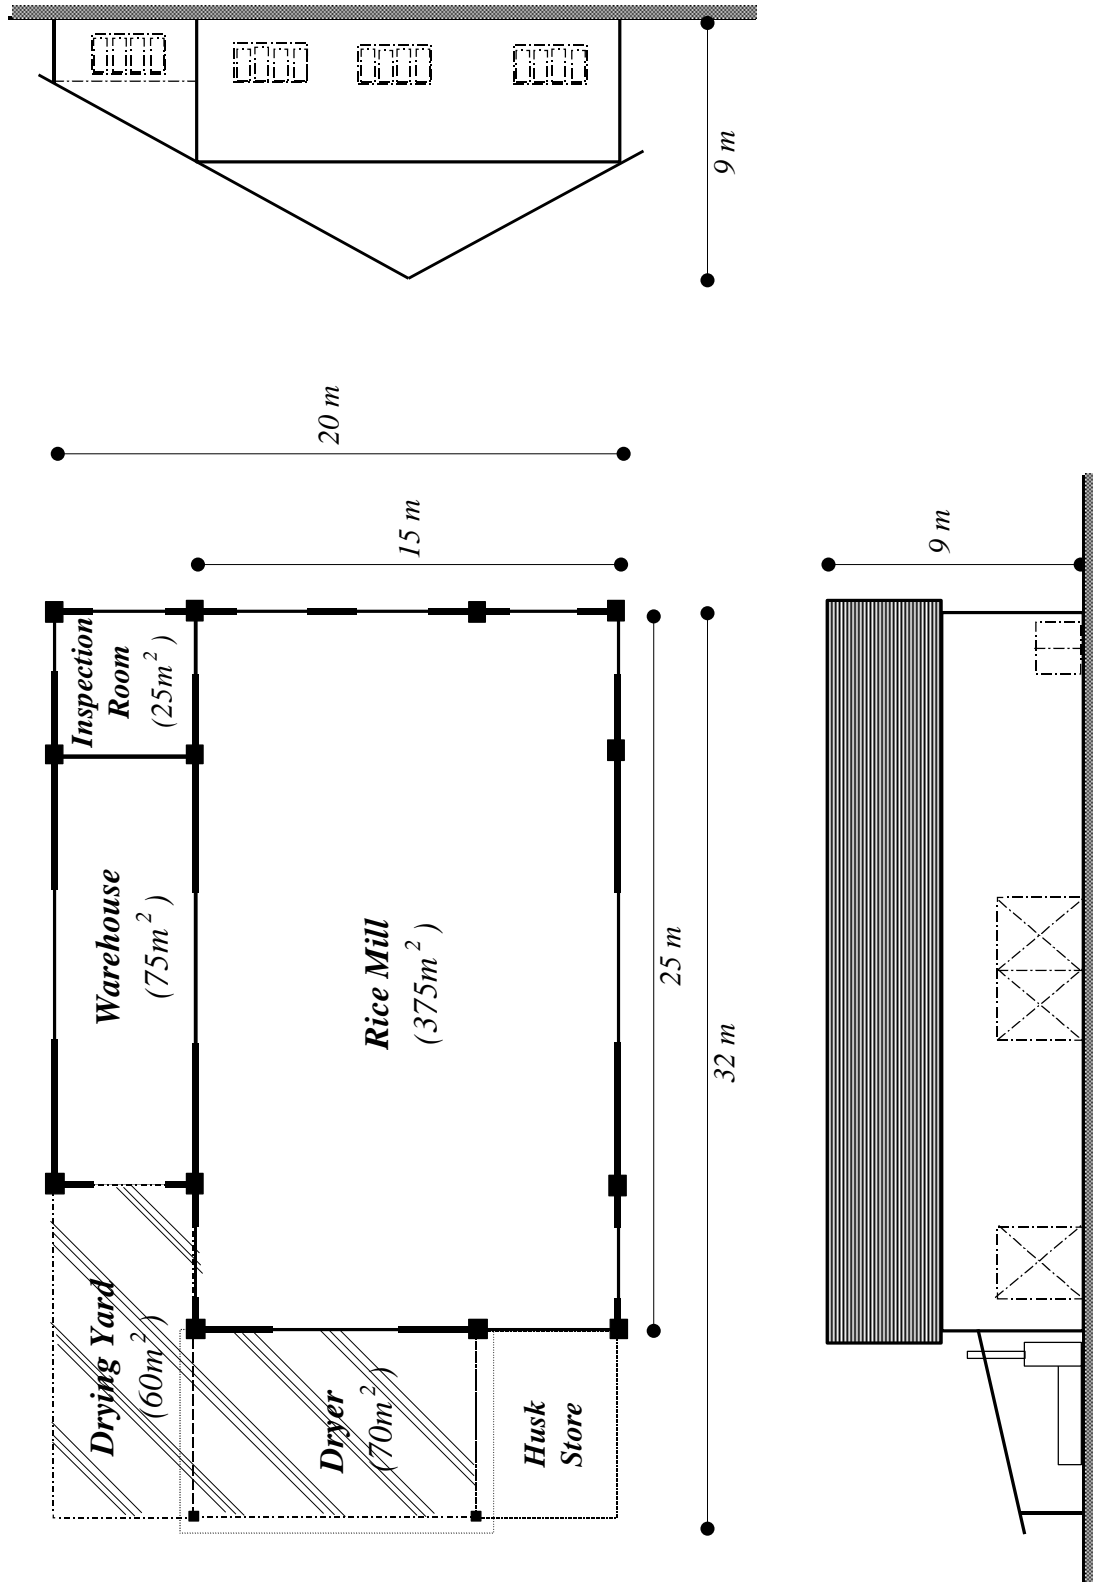 9 m
20 m
15 m
Inspection
Room
(25m²)
Warehouse
(75m²)
Rice Mill
(375m²)
Drying Yard
(60m²)
Dryer
(70m²)
Husk
Store
25 m
32 m
9 m